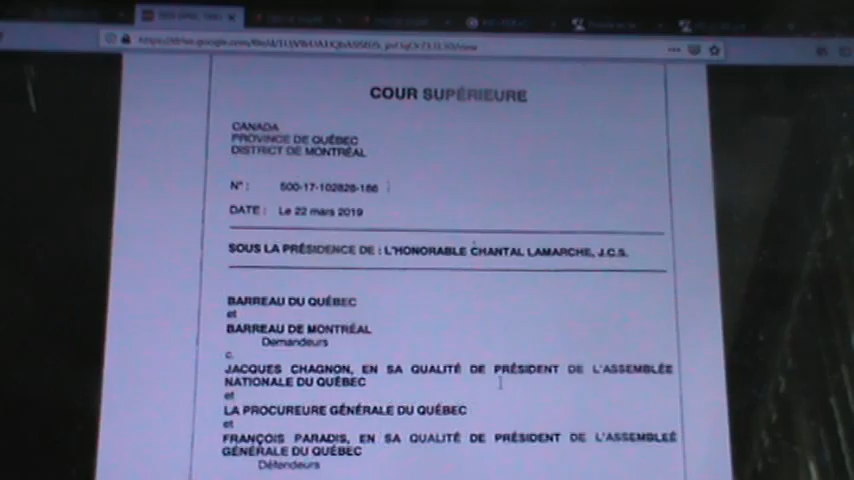 COUR SUPÉRIEURE
CANADA
PROVINCE DE QUÉBEC
DISTRICT DE MONTRÉAL
N° : 500-17-102828-186
DATE : Le 22 mars 2019
SOUS LA PRÉSIDENCE DE : L'HONORABLE CHANTAL LAMARCHE, J.C.S.
BARREAU DU QUÉBEC
et
BARREAU DE MONTRÉAL
Demandeurs
c.
JACQUES CHAGNON, EN SA QUALITÉ DE PRÉSIDENT DE L'ASSEMBLÉE
NATIONALE DU QUÉBEC
et
LA PROCUREURE GÉNÉRALE DU QUÉBEC
et
FRANÇOIS PARADIS, EN SA QUALITÉ DE PRÉSIDENT DE L'ASSEMBLEÉ
GÉNÉRALE DU QUÉBEC
Défendeurs